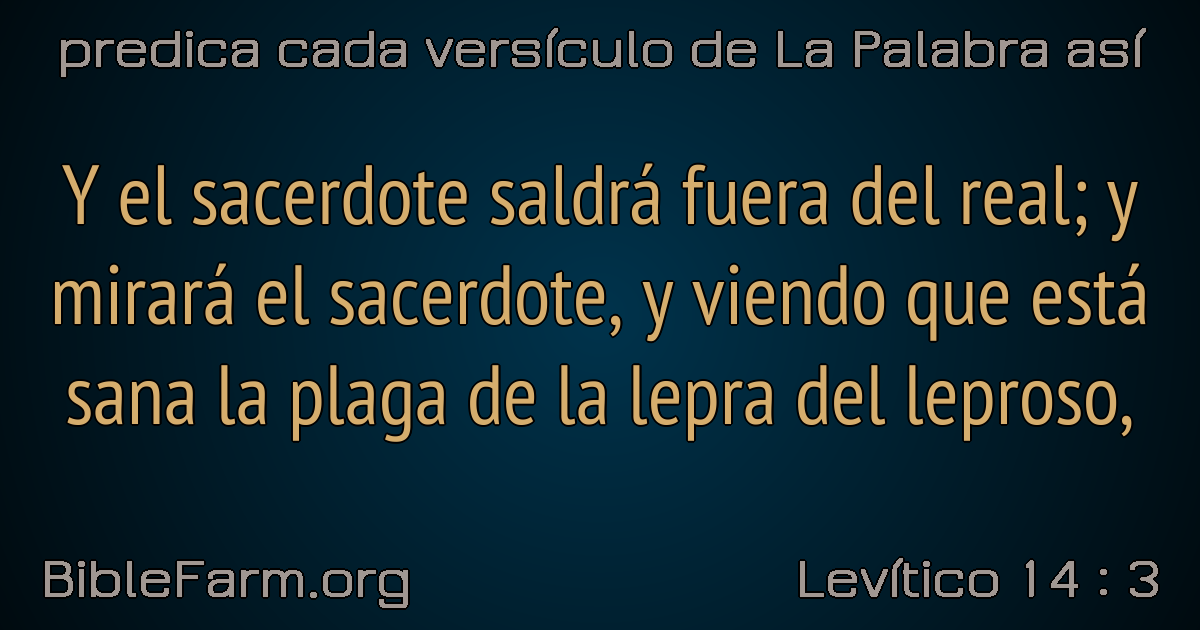 predica cada versículo de La Palabra así
Y el sacerdote saldrá fuera del real; y
mirará el sacerdote, y viendo que está
sana la plaga de la lepra del leproso,
BibleFarm.org
Levítico 14 : 3